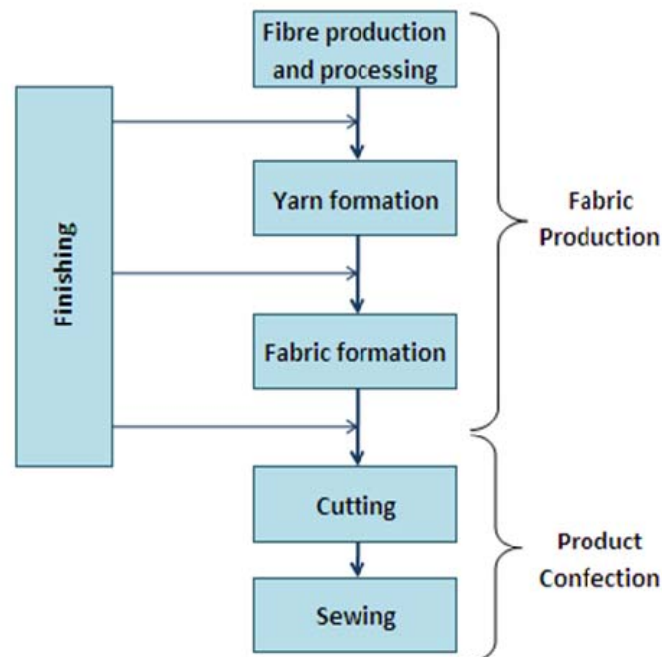 Fibre production
and processing
Finishing
Yarn formation
Fabric
Production
Fabric formation
Cutting
Product
Confection
Sewing